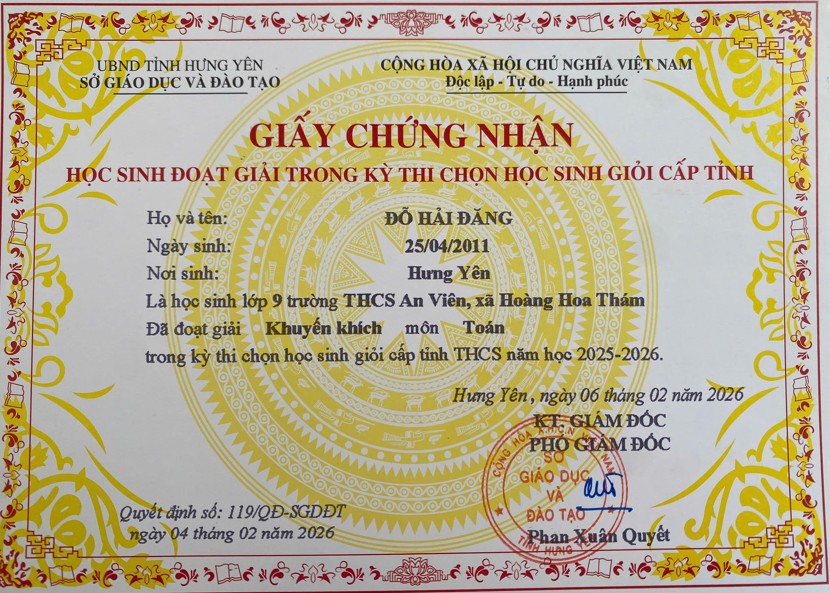 UBND TỈNH HƯNG YÊN
SỞ GIÁO DỤC VÀ ĐÀO TẠO
CỘNG HÒA XÃ HỘI CHỦ NGHĨA VIỆT NAM
Độc lập - Tự do - Hạnh phúc
GIẤY CHỨNG NHẬN
HỌC SINH ĐOẠT GIẢI TRONG KỲ THI CHỌN HỌC SINH GIỎI CẤP TỈNH
Họ và tên: ĐỖ HẢI ĐĂNG
Ngày sinh: 25/04/2011
Nơi sinh: Hưng Yên
Là học sinh lớp 9 trường THCS An Viên, xã Hoàng Hoa Thám
Đã đoạt giải Khuyến khích môn Toán
trong kỳ thi chọn học sinh giỏi cấp tỉnh THCS năm học 2025-2026.
Hưng Yên, ngày 06 tháng 02 năm 2026
KT. GIÁM ĐỐC
PHÓ GIÁM ĐỐC
SỞ
GIÁO DỤC
VÀ
ĐÀO TẠO
TỈNH HƯNG YÊN
Phan Xuân Quyết
Quyết định số: 119/QĐ-SGDĐT
ngày 04 tháng 02 năm 2026